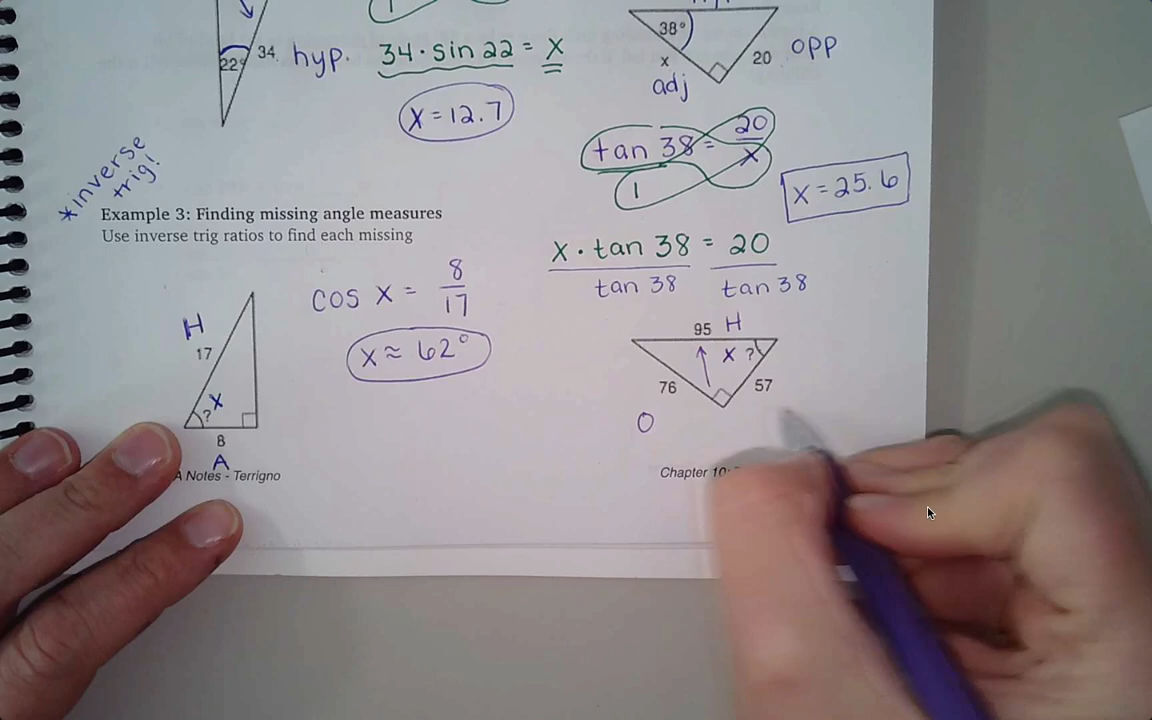 22°
34
hyp.
34 · sin 22 = X
X = 12.7
38°
x
adj
20
opp
tan 38 = 20/X
1
X = 25.6
* Inverse
trig!
Example 3: Finding missing angle measures
Use inverse trig ratios to find each missing
X · tan 38 = 20
tan 38 tan 38
cos X = 8/17
X ≈ 62°
H
17
? X
8
A
95 H
X ?
76
57
O
A Notes - Terrigno
Chapter 10: